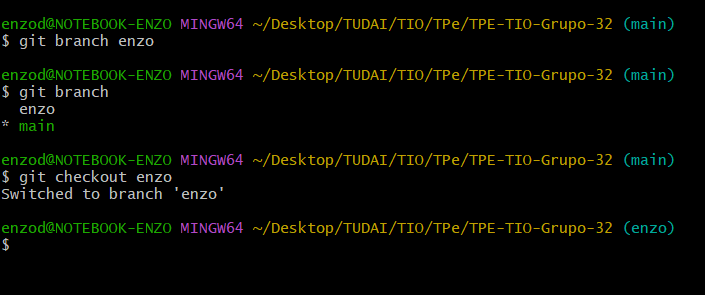 enzod@NOTEBOOK-ENZO MINGW64 ~/Desktop/TUDAI/TIO/TPe/TPE-TIO-Grupo-32 (main)
$ git branch enzo
enzod@NOTEBOOK-ENZO MINGW64 ~/Desktop/TUDAI/TIO/TPe/TPE-TIO-Grupo-32 (main)
$ git branch
  enzo
* main
enzod@NOTEBOOK-ENZO MINGW64 ~/Desktop/TUDAI/TIO/TPe/TPE-TIO-Grupo-32 (main)
$ git checkout enzo
Switched to branch 'enzo'
enzod@NOTEBOOK-ENZO MINGW64 ~/Desktop/TUDAI/TIO/TPe/TPE-TIO-Grupo-32 (enzo)
$